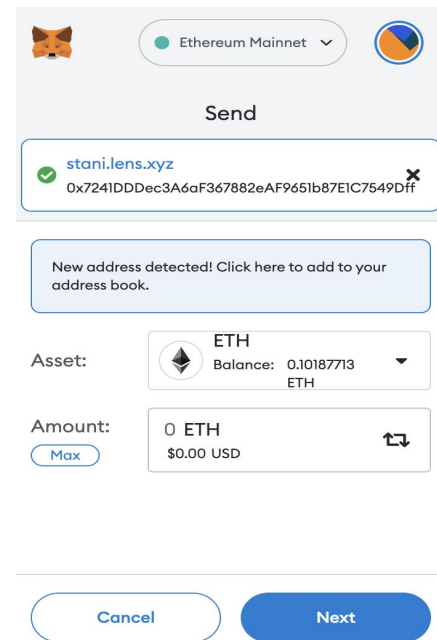 Ethereum Mainnet
Send
stani.lens.xyz
0x7241DDDec3A6aF367882eAF9651b87E1C7549Dff
New address detected! Click here to add to your
address book.
Asset:
ETH
Balance: 0.10187713
ETH
Amount:
0 ETH
Max
$0.00 USD
Cancel
Next